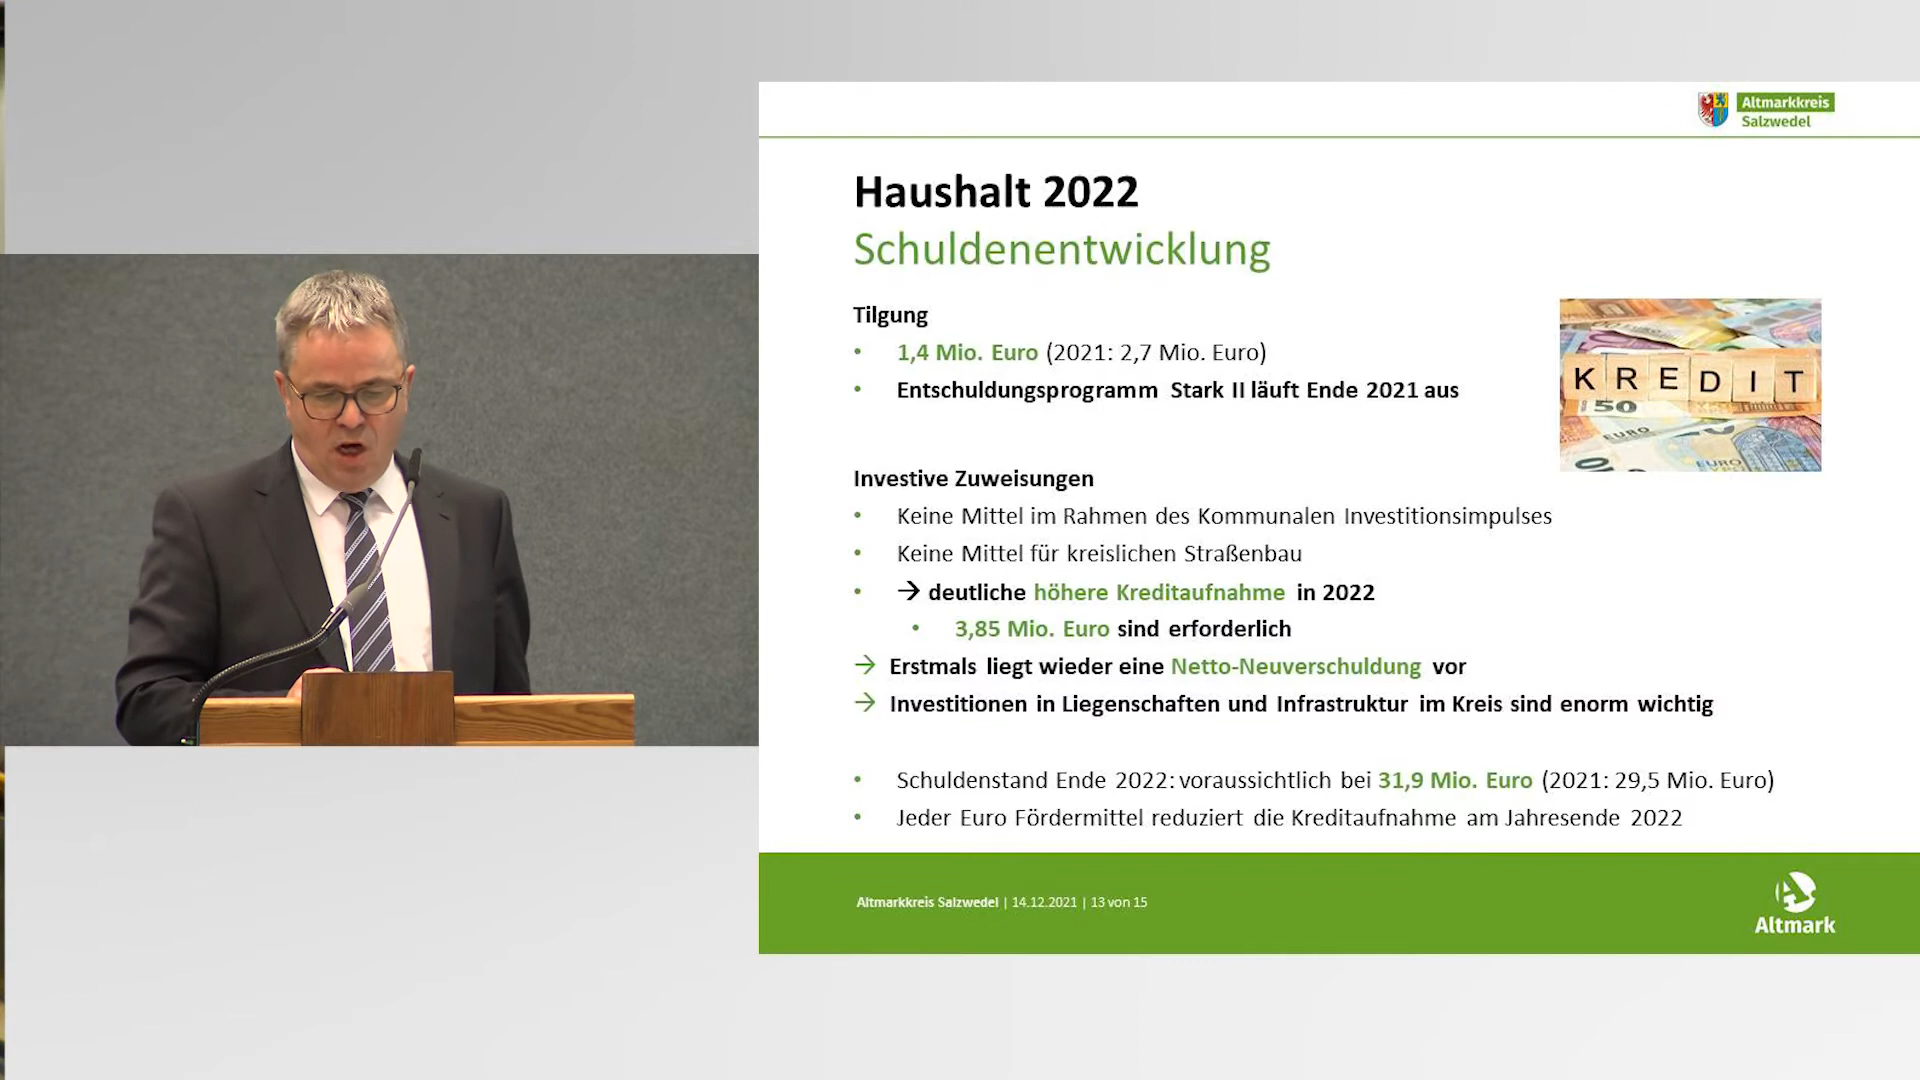 Altmarkkreis
Salzwedel
Haushalt 2022
Schuldenentwicklung
Tilgung
• 1,4 Mio. Euro (2021: 2,7 Mio. Euro)
• Entschuldungsprogramm Stark II läuft Ende 2021 aus
KREDIT
50
EURO
EURO
Investive Zuweisungen
• Keine Mittel im Rahmen des Kommunalen Investitionsimpulses
• Keine Mittel für kreislichen Straßenbau
• → deutliche höhere Kreditaufnahme in 2022
• 3,85 Mio. Euro sind erforderlich
→ Erstmals liegt wieder eine Netto-Neuverschuldung vor
→ Investitionen in Liegenschaften und Infrastruktur im Kreis sind enorm wichtig
• Schuldenstand Ende 2022: voraussichtlich bei 31,9 Mio. Euro (2021: 29,5 Mio. Euro)
• Jeder Euro Fördermittel reduziert die Kreditaufnahme am Jahresende 2022
Altmarkkreis Salzwedel | 14.12.2021 | 13 von 15
Altmark